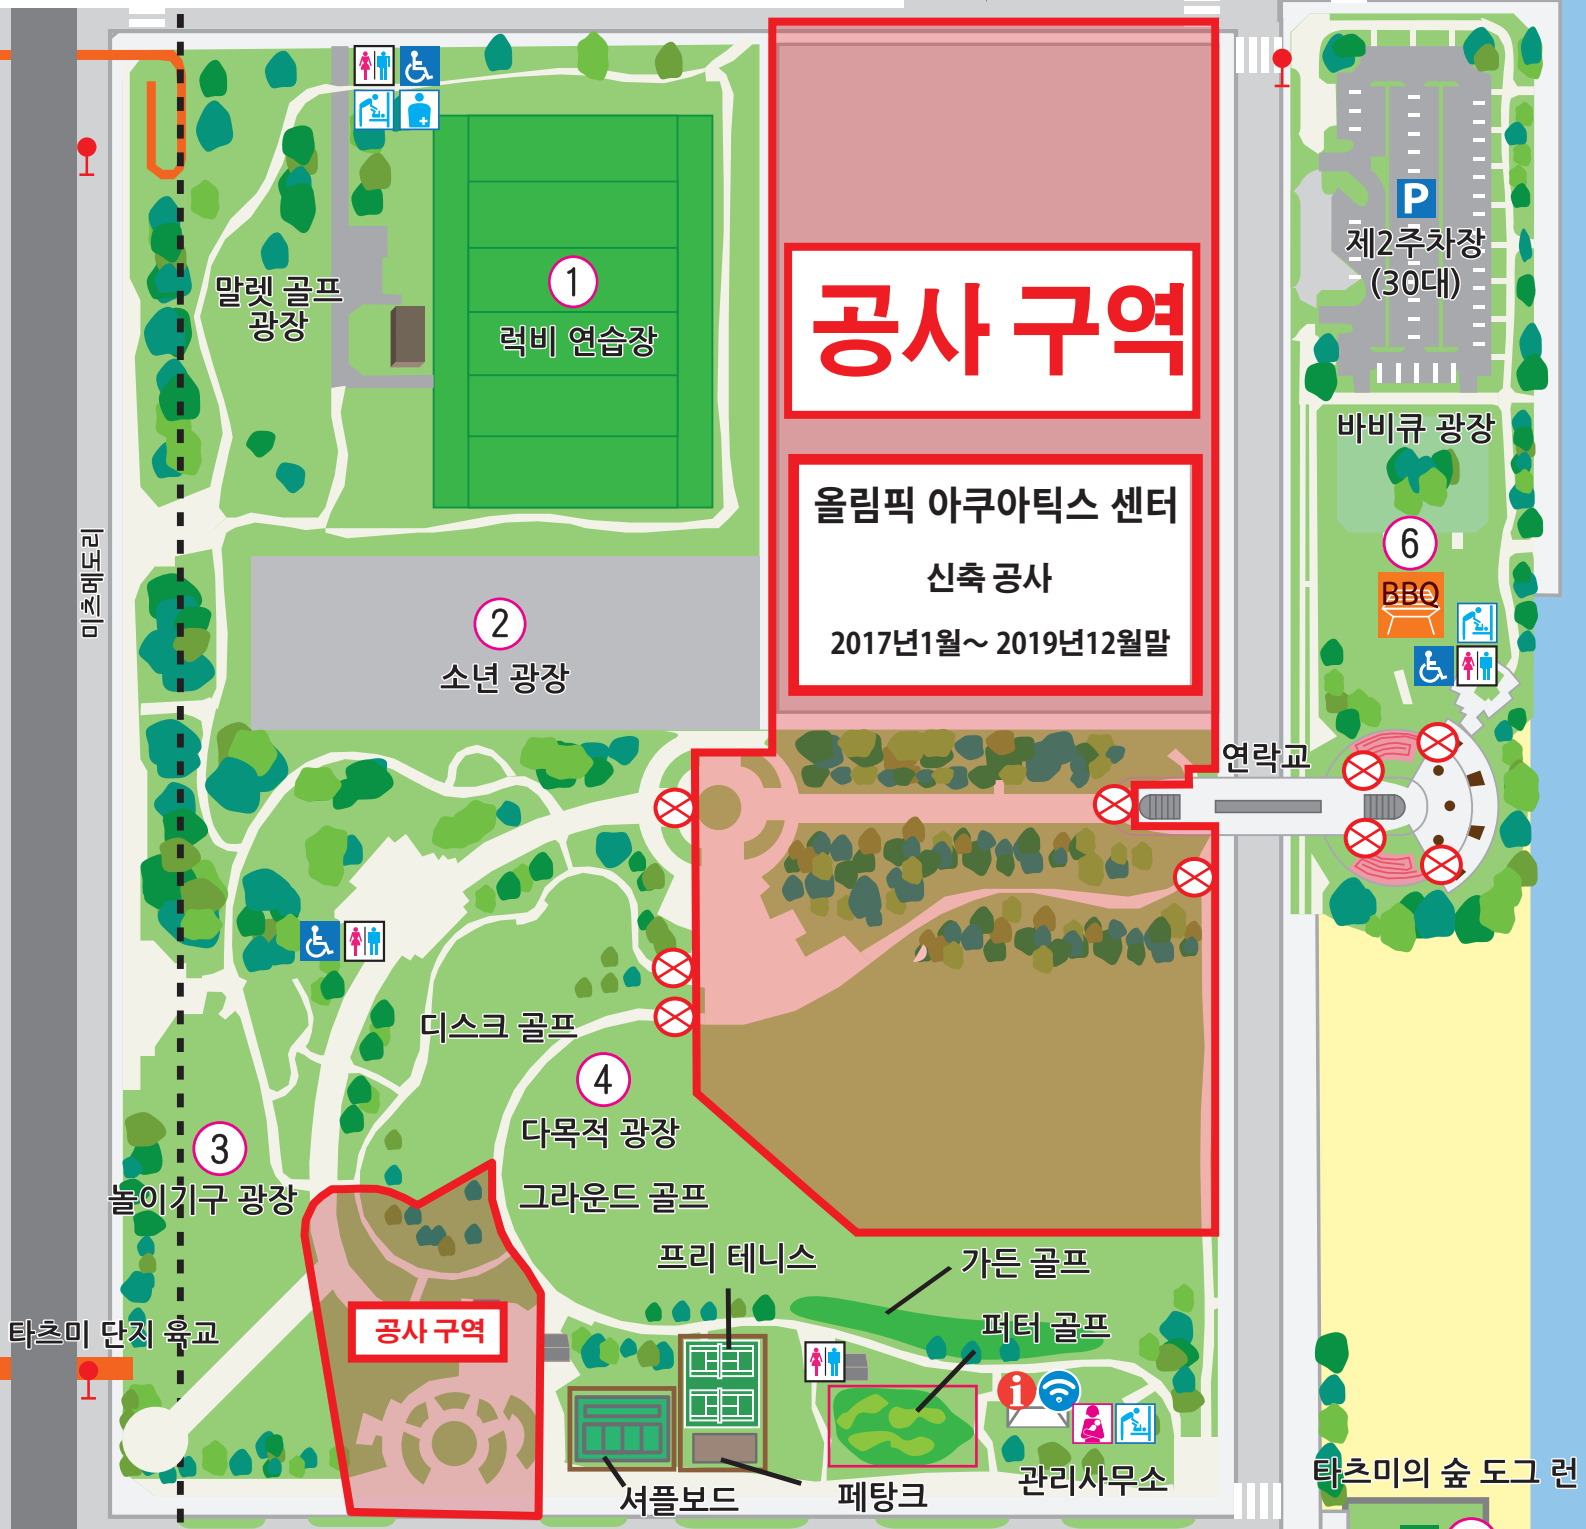 P
제2주차장
(30대)
말렛 골프
광장
1
럭비 연습장
공사 구역
바비큐 광장
올림픽 아쿠아틱스 센터
신축 공사
2017년1월～ 2019년12월말
6
BBQ
미츠메도리
2
소년 광장
연락교
디스크 골프
4
다목적 광장
3
놀이기구 광장
그라운드 골프
프리 테니스
가든 골프
퍼터 골프
타츠미 단지 육교
공사 구역
i
관리사무소
셔플보드
페탕크
타츠미의 숲 도그 런